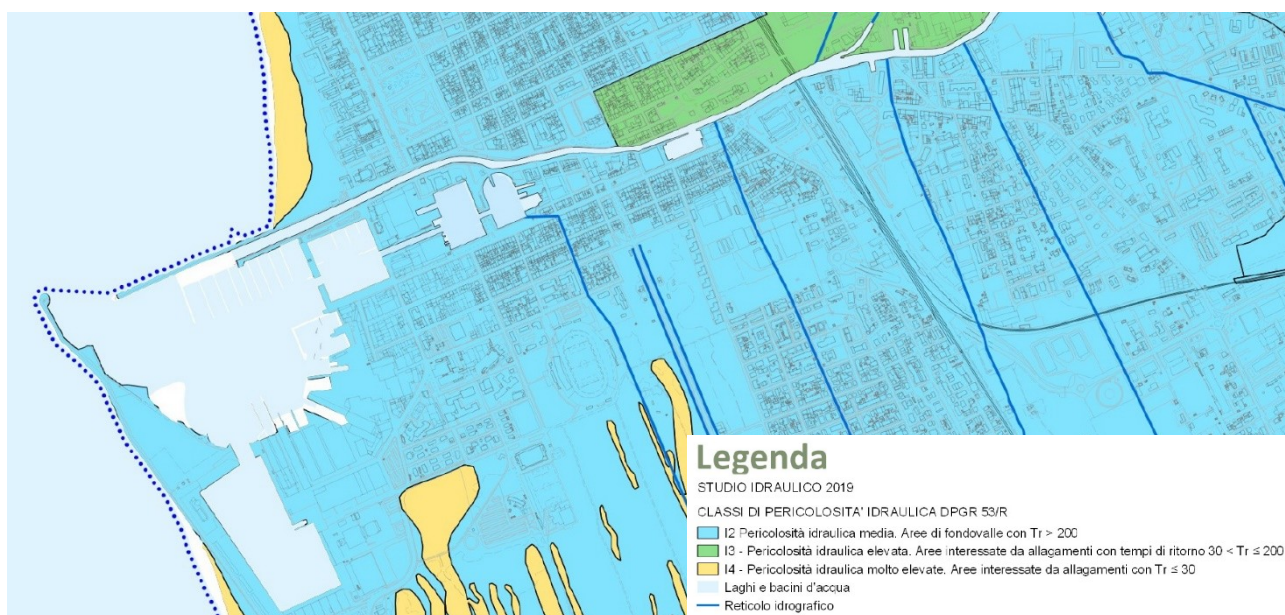 Legenda
STUDIO IDRAULICO 2019
CLASSI DI PERICOLOSITA' IDRAULICA DPGR 53/R
I2 Pericolosità idraulica media. Aree di fondovalle con Tr > 200
I3 - Pericolosità idraulica elevata. Aree interessate da allagamenti con tempi di ritorno 30 < Tr ≤ 200
I4 - Pericolosità idraulica molto elevate. Aree interessate da allagamenti con Tr ≤ 30
Laghi e bacini d'acqua
Reticolo idrografico